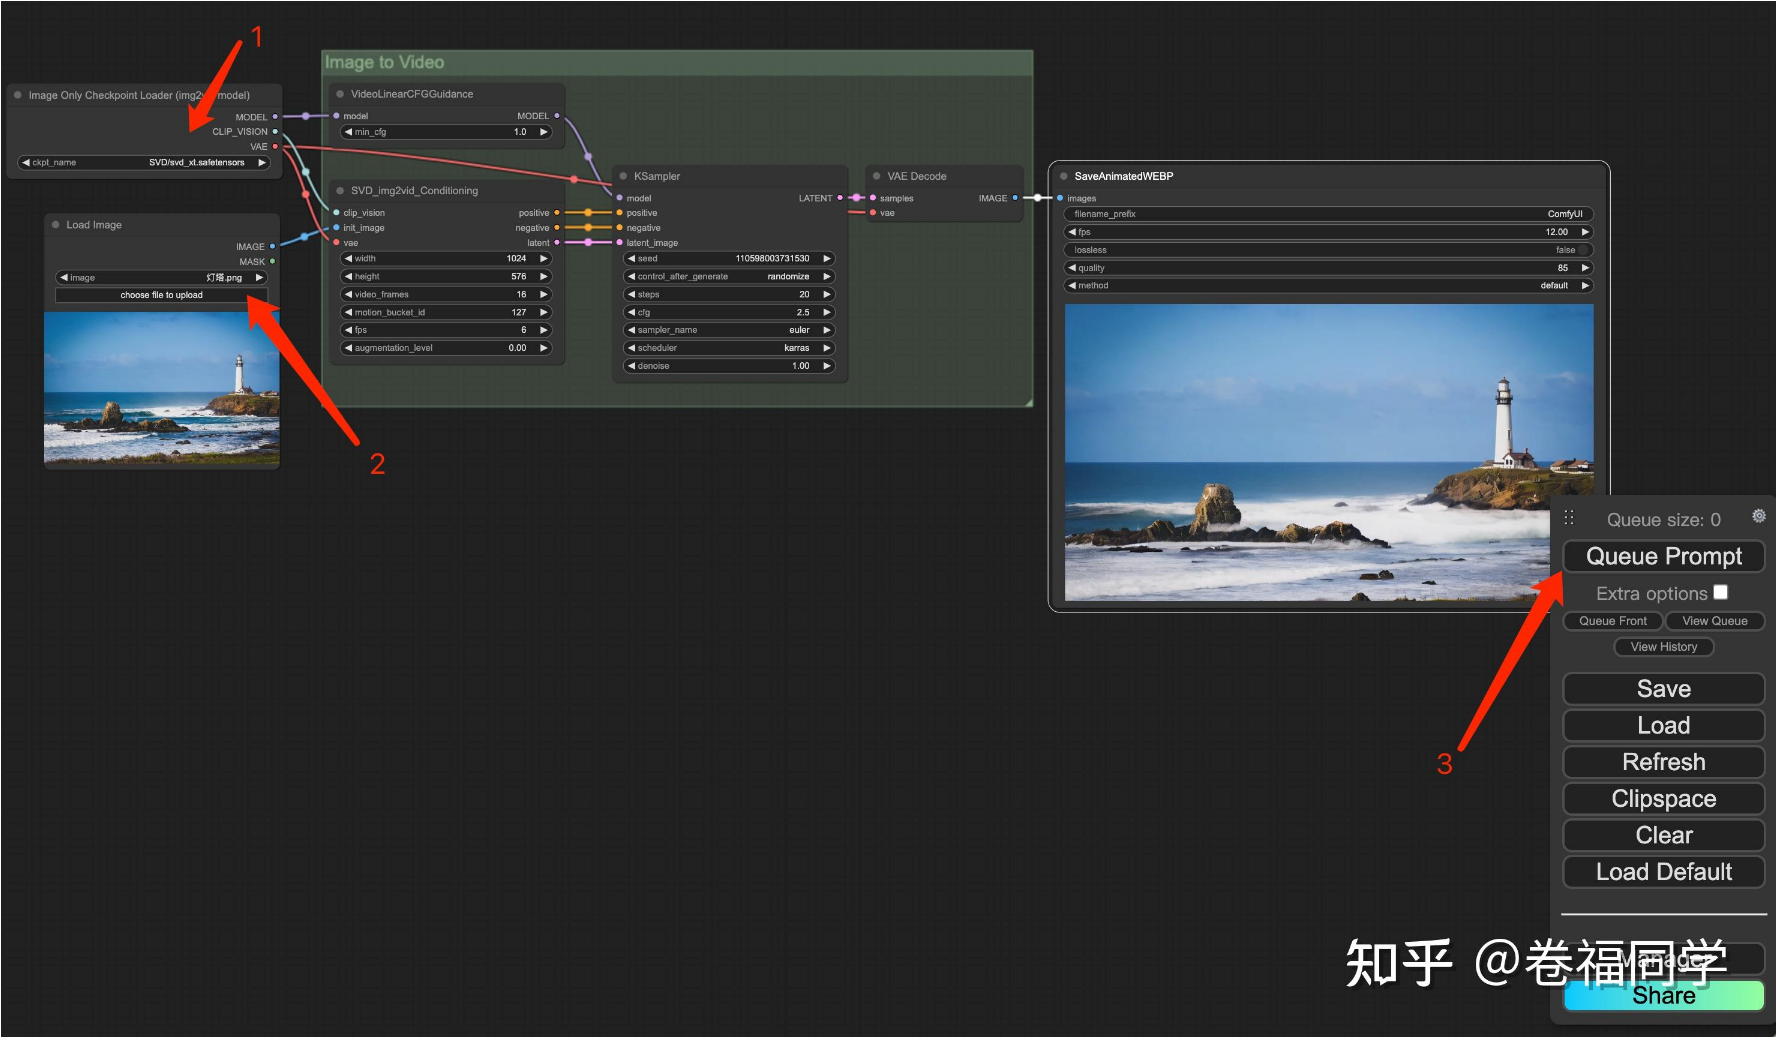 1
Image to Video
Image Only Checkpoint Loader (img2v model)
MODEL
CLIP_VISION
VAE
ckpt_name SVD/svd_xt.safetensors
Load Image
IMAGE
MASK
image 灯塔.png
choose file to upload
2
VideoLinearCFGGuidance
model MODEL
min_cfg 1.0
SVD_img2vid_Conditioning
clip_vision positive
init_image negative
vae latent
width 1024
height 576
video_frames 16
motion_bucket_id 127
fps 6
augmentation_level 0.00
KSampler
model LATENT
positive
negative
latent_image
seed 110598003731530
control_after_generate randomize
steps 20
cfg 2.5
sampler_name euler
scheduler karras
denoise 1.00
VAE Decode
samples IMAGE
vae
SaveAnimatedWEBP
images
filename_prefix ComfyUI
fps 12.00
lossless false
quality 85
method default
Queue size: 0
Queue Prompt
Extra options
Queue Front View Queue
View History
3
Save
Load
Refresh
Clipspace
Clear
Load Default
Manager
知乎 @卷福同学
Share